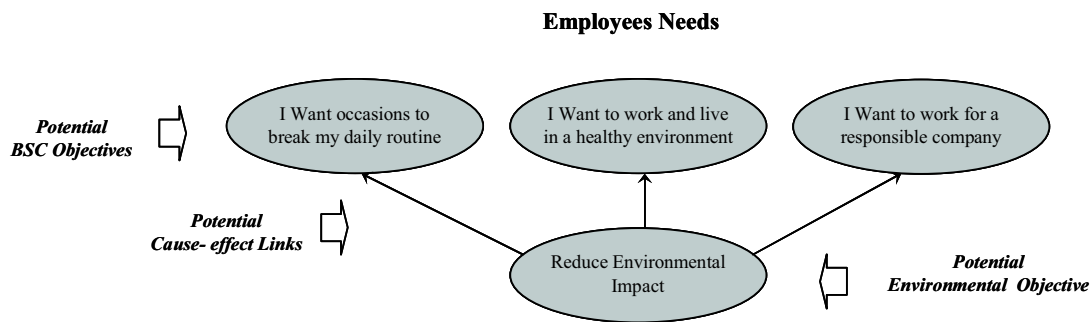 Employees Needs
I Want occasions to
break my daily routine
I Want to work and live
in a healthy environment
I Want to work for a
responsible company
Potential
BSC Objectives
Potential
Cause- effect Links
Reduce Environmental
Impact
Potential
Environmental Objective